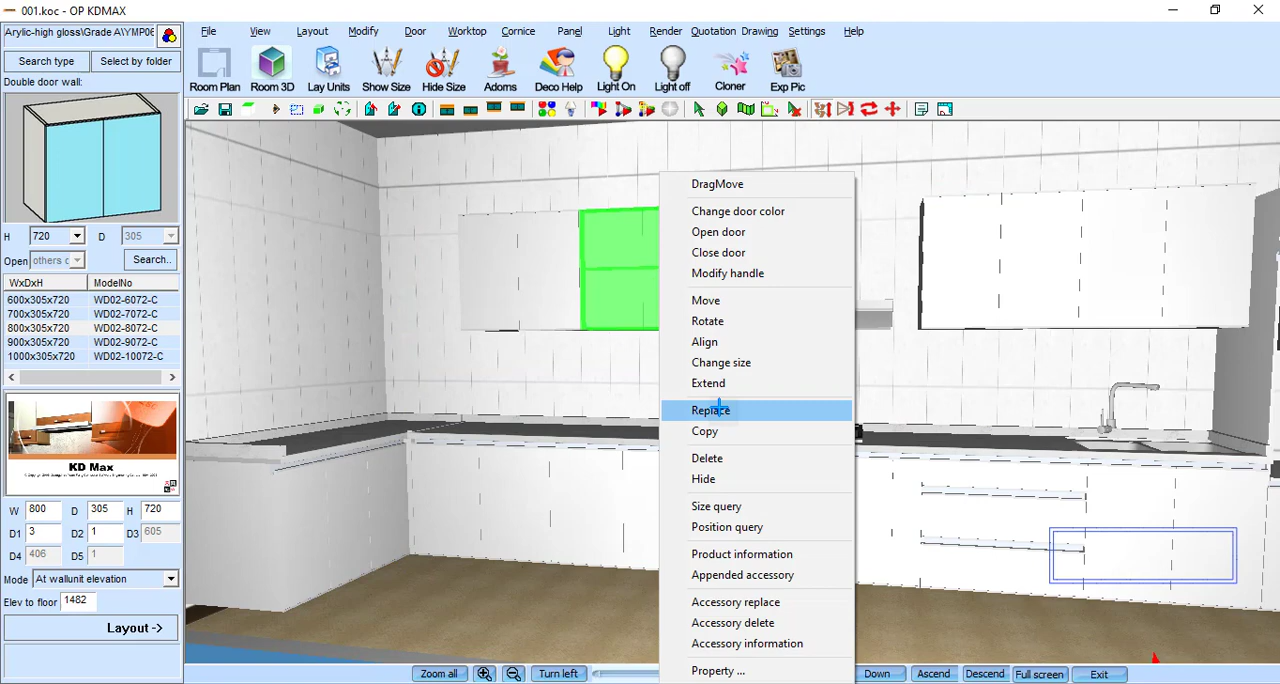 001.koc - OP KDMAX
Arylic-high gloss\Grade A\YMP06
File View Layout Modify Door Worktop Cornice Panel Light Render Quotation Drawing Settings Help
Search type Select by folder
Room Plan Room 3D Lay Units Show Size Hide Size Adoms Deco Help Light On Light off Cloner Exp Pic
Double door wall:
H 720 D 305
Open others c Search..
WxDxH ModelNo
600x305x720 WD02-6072-C
700x305x720 WD02-7072-C
800x305x720 WD02-8072-C
900x305x720 WD02-9072-C
1000x305x720 WD02-10072-C
KD Max
W 800 D 305 H 720
D1 3 D2 1 D3 605
D4 406 D5 1
Mode At wallunit elevation
Elev to floor 1482
Layout ->
DragMove
Change door color
Open door
Close door
Modify handle
Move
Rotate
Align
Change size
Extend
Replace
Copy
Delete
Hide
Size query
Position query
Product information
Appended accessory
Accessory replace
Accessory delete
Accessory information
Property ...
Zoom all Turn left Down Ascend Descend Full screen Exit